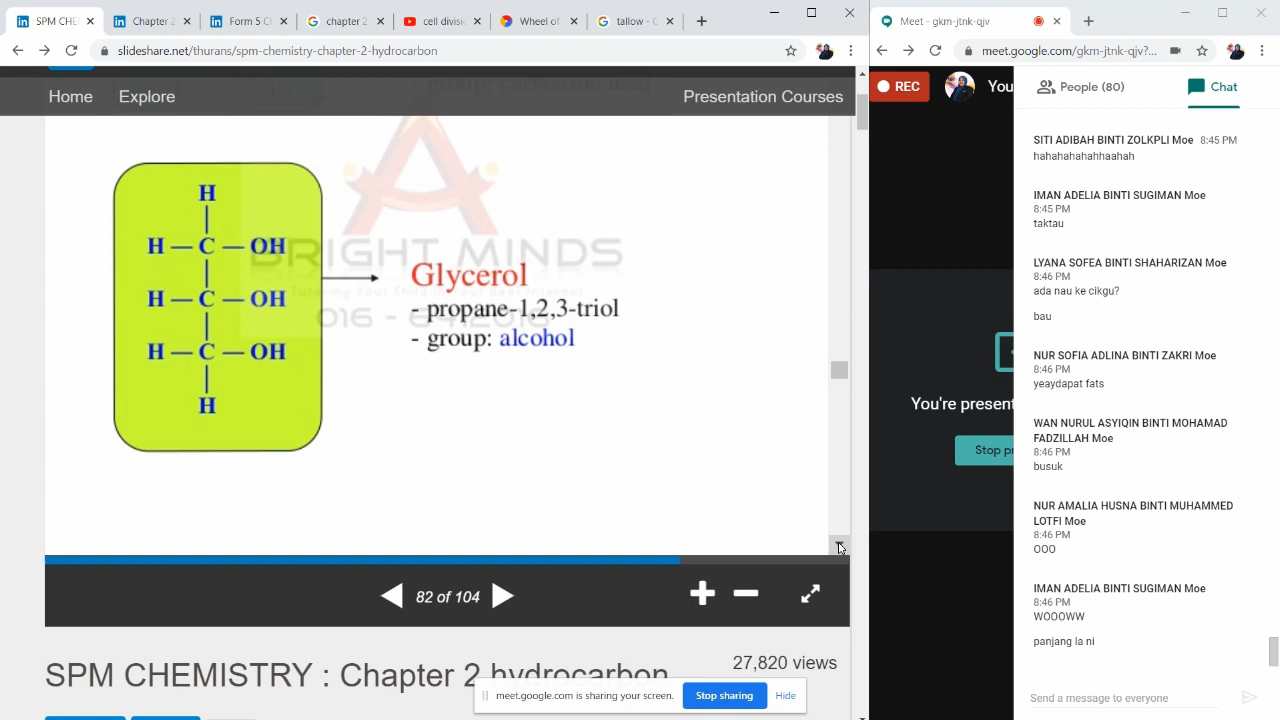 SPM CHE
Chapter 2
Form 5 C
chapter 2
cell divisi
Wheel of
tallow - G
Meet - gkm-jtnk-qjv
slideshare.net/thurans/spm-chemistry-chapter-2-hydrocarbon
meet.google.com/gkm-jtnk-qjv?...
Home
Explore
Presentation Courses
REC
You
People (80)
Chat
group: carboxylic acid
H
H — C — OH
H — C — OH
H — C — OH
H
BRIGHT MINDS
Glycerol
- propane-1,2,3-triol
- group: alcohol
82 of 104
SPM CHEMISTRY : Chapter 2 hydrocarbon
27,820 views
meet.google.com is sharing your screen.
Stop sharing
Hide
You're present
Stop pr
SITI ADIBAH BINTI ZOLKPLI Moe 8:45 PM
hahahahahahhaahah
IMAN ADELIA BINTI SUGIMAN Moe
8:45 PM
taktau
LYANA SOFEA BINTI SHAHARIZAN Moe
8:46 PM
ada nau ke cikgu?
bau
NUR SOFIA ADLINA BINTI ZAKRI Moe
8:46 PM
yeaydapat fats
WAN NURUL ASYIQIN BINTI MOHAMAD
FADZILLAH Moe
8:46 PM
busuk
NUR AMALIA HUSNA BINTI MUHAMMED
LOTFI Moe
8:46 PM
OOO
IMAN ADELIA BINTI SUGIMAN Moe
8:46 PM
WOOOWW
panjang la ni
Send a message to everyone